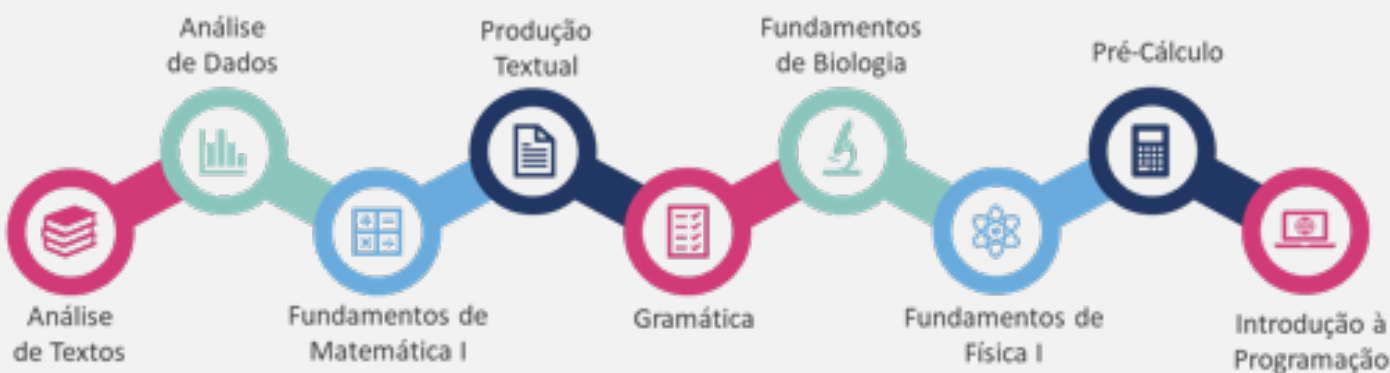 Análise
de Textos
Análise
de Dados
Fundamentos de
Matemática I
Produção
Textual
Gramática
Fundamentos
de Biologia
Fundamentos de
Física I
Pré-Cálculo
Introdução à
Programação